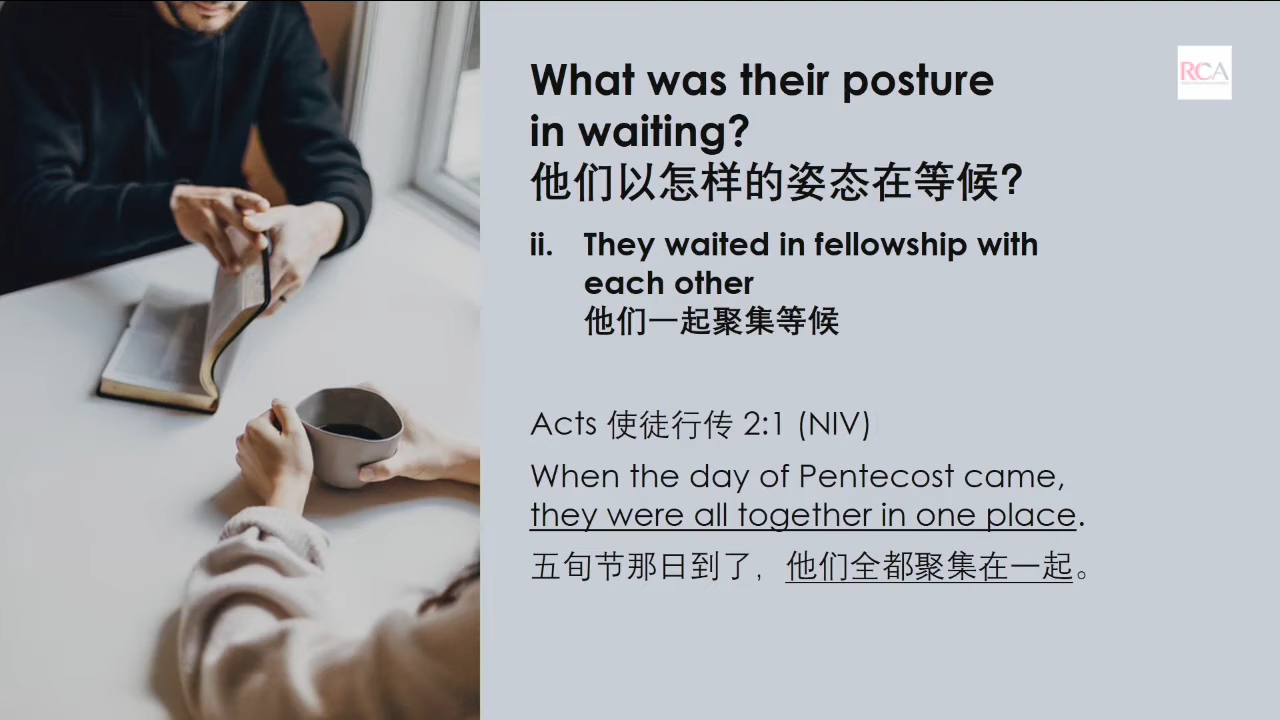 What was their posture
in waiting?
他们以怎样的姿态在等候?
ii. They waited in fellowship with
each other
他们一起聚集等候
Acts 使徒行传 2:1 (NIV)
When the day of Pentecost came,
they were all together in one place.
五旬节那日到了，他们全都聚集在一起。
RCA